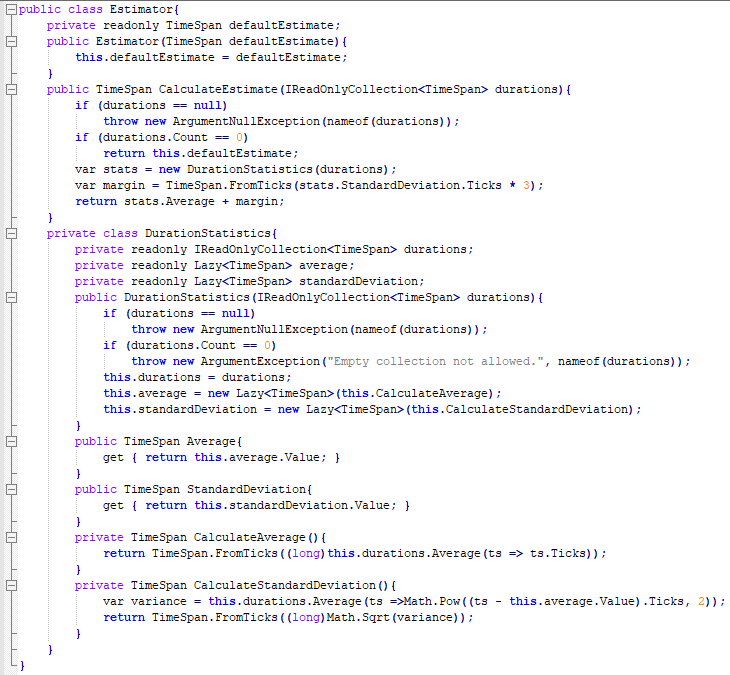 public class Estimator{
    private readonly TimeSpan defaultEstimate;
    public Estimator(TimeSpan defaultEstimate){
        this.defaultEstimate = defaultEstimate;
    }
    public TimeSpan CalculateEstimate(IReadOnlyCollection<TimeSpan> durations){
        if (durations == null)
            throw new ArgumentNullException(nameof(durations));
        if (durations.Count == 0)
            return this.defaultEstimate;
        var stats = new DurationStatistics(durations);
        var margin = TimeSpan.FromTicks(stats.StandardDeviation.Ticks * 3);
        return stats.Average + margin;
    }
    private class DurationStatistics{
        private readonly IReadOnlyCollection<TimeSpan> durations;
        private readonly Lazy<TimeSpan> average;
        private readonly Lazy<TimeSpan> standardDeviation;
        public DurationStatistics(IReadOnlyCollection<TimeSpan> durations){
            if (durations == null)
                throw new ArgumentNullException(nameof(durations));
            if (durations.Count == 0)
                throw new ArgumentException("Empty collection not allowed.", nameof(durations));
            this.durations = durations;
            this.average = new Lazy<TimeSpan>(this.CalculateAverage);
            this.standardDeviation = new Lazy<TimeSpan>(this.CalculateStandardDeviation);
        }
        public TimeSpan Average{
            get { return this.average.Value; }
        }
        public TimeSpan StandardDeviation{
            get { return this.standardDeviation.Value; }
        }
        private TimeSpan CalculateAverage(){
            return TimeSpan.FromTicks((long)this.durations.Average(ts => ts.Ticks));
        }
        private TimeSpan CalculateStandardDeviation(){
            var variance = this.durations.Average(ts =>Math.Pow((ts - this.average.Value).Ticks, 2));
            return TimeSpan.FromTicks((long)Math.Sqrt(variance));
        }
    }
}